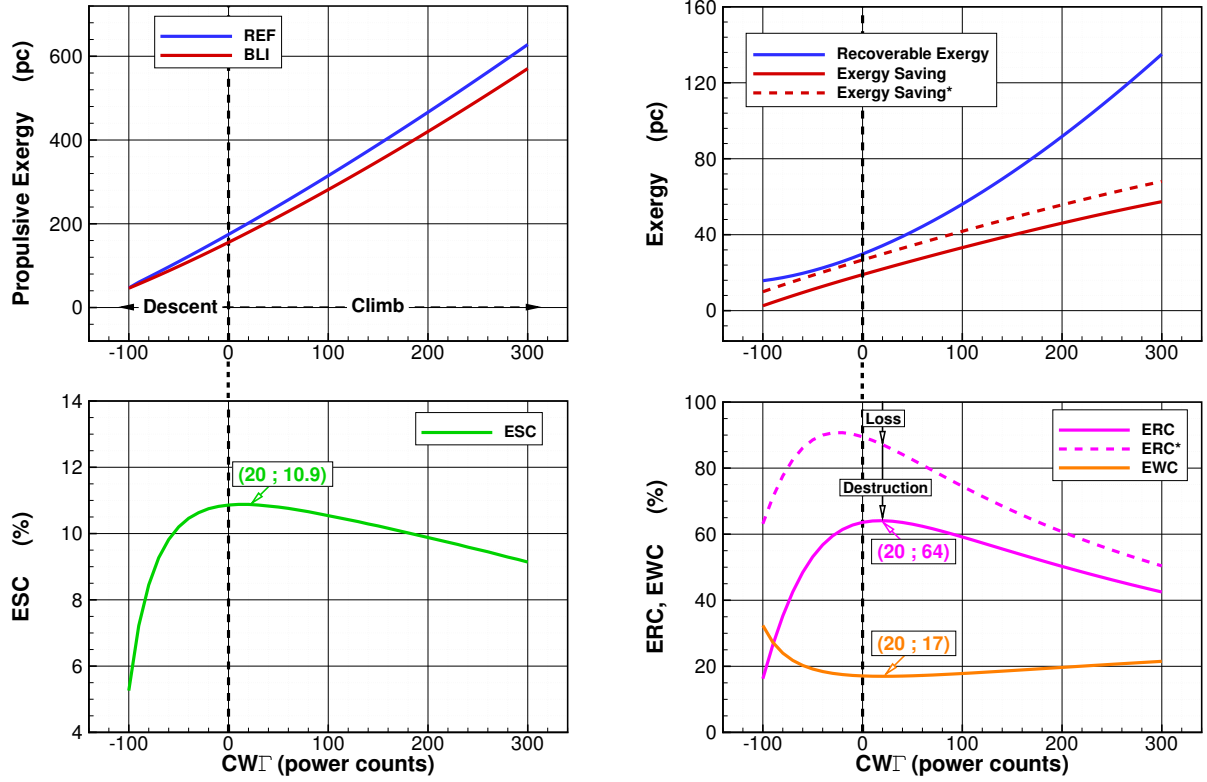 Propulsive Exergy (pc)
600
400
200
0
REF
BLI
Descent
Climb
-100 0 100 200 300
Exergy (pc)
160
120
80
40
0
Recoverable Exergy
Exergy Saving
Exergy Saving*
-100 0 100 200 300
ESC (%)
14
12
10
8
6
4
ESC
(20 ; 10.9)
-100 0 100 200 300
CWΓ (power counts)
ERC, EWC (%)
100
80
60
40
20
0
Loss
Destruction
ERC
ERC*
EWC
(20 ; 64)
(20 ; 17)
-100 0 100 200 300
CWΓ (power counts)